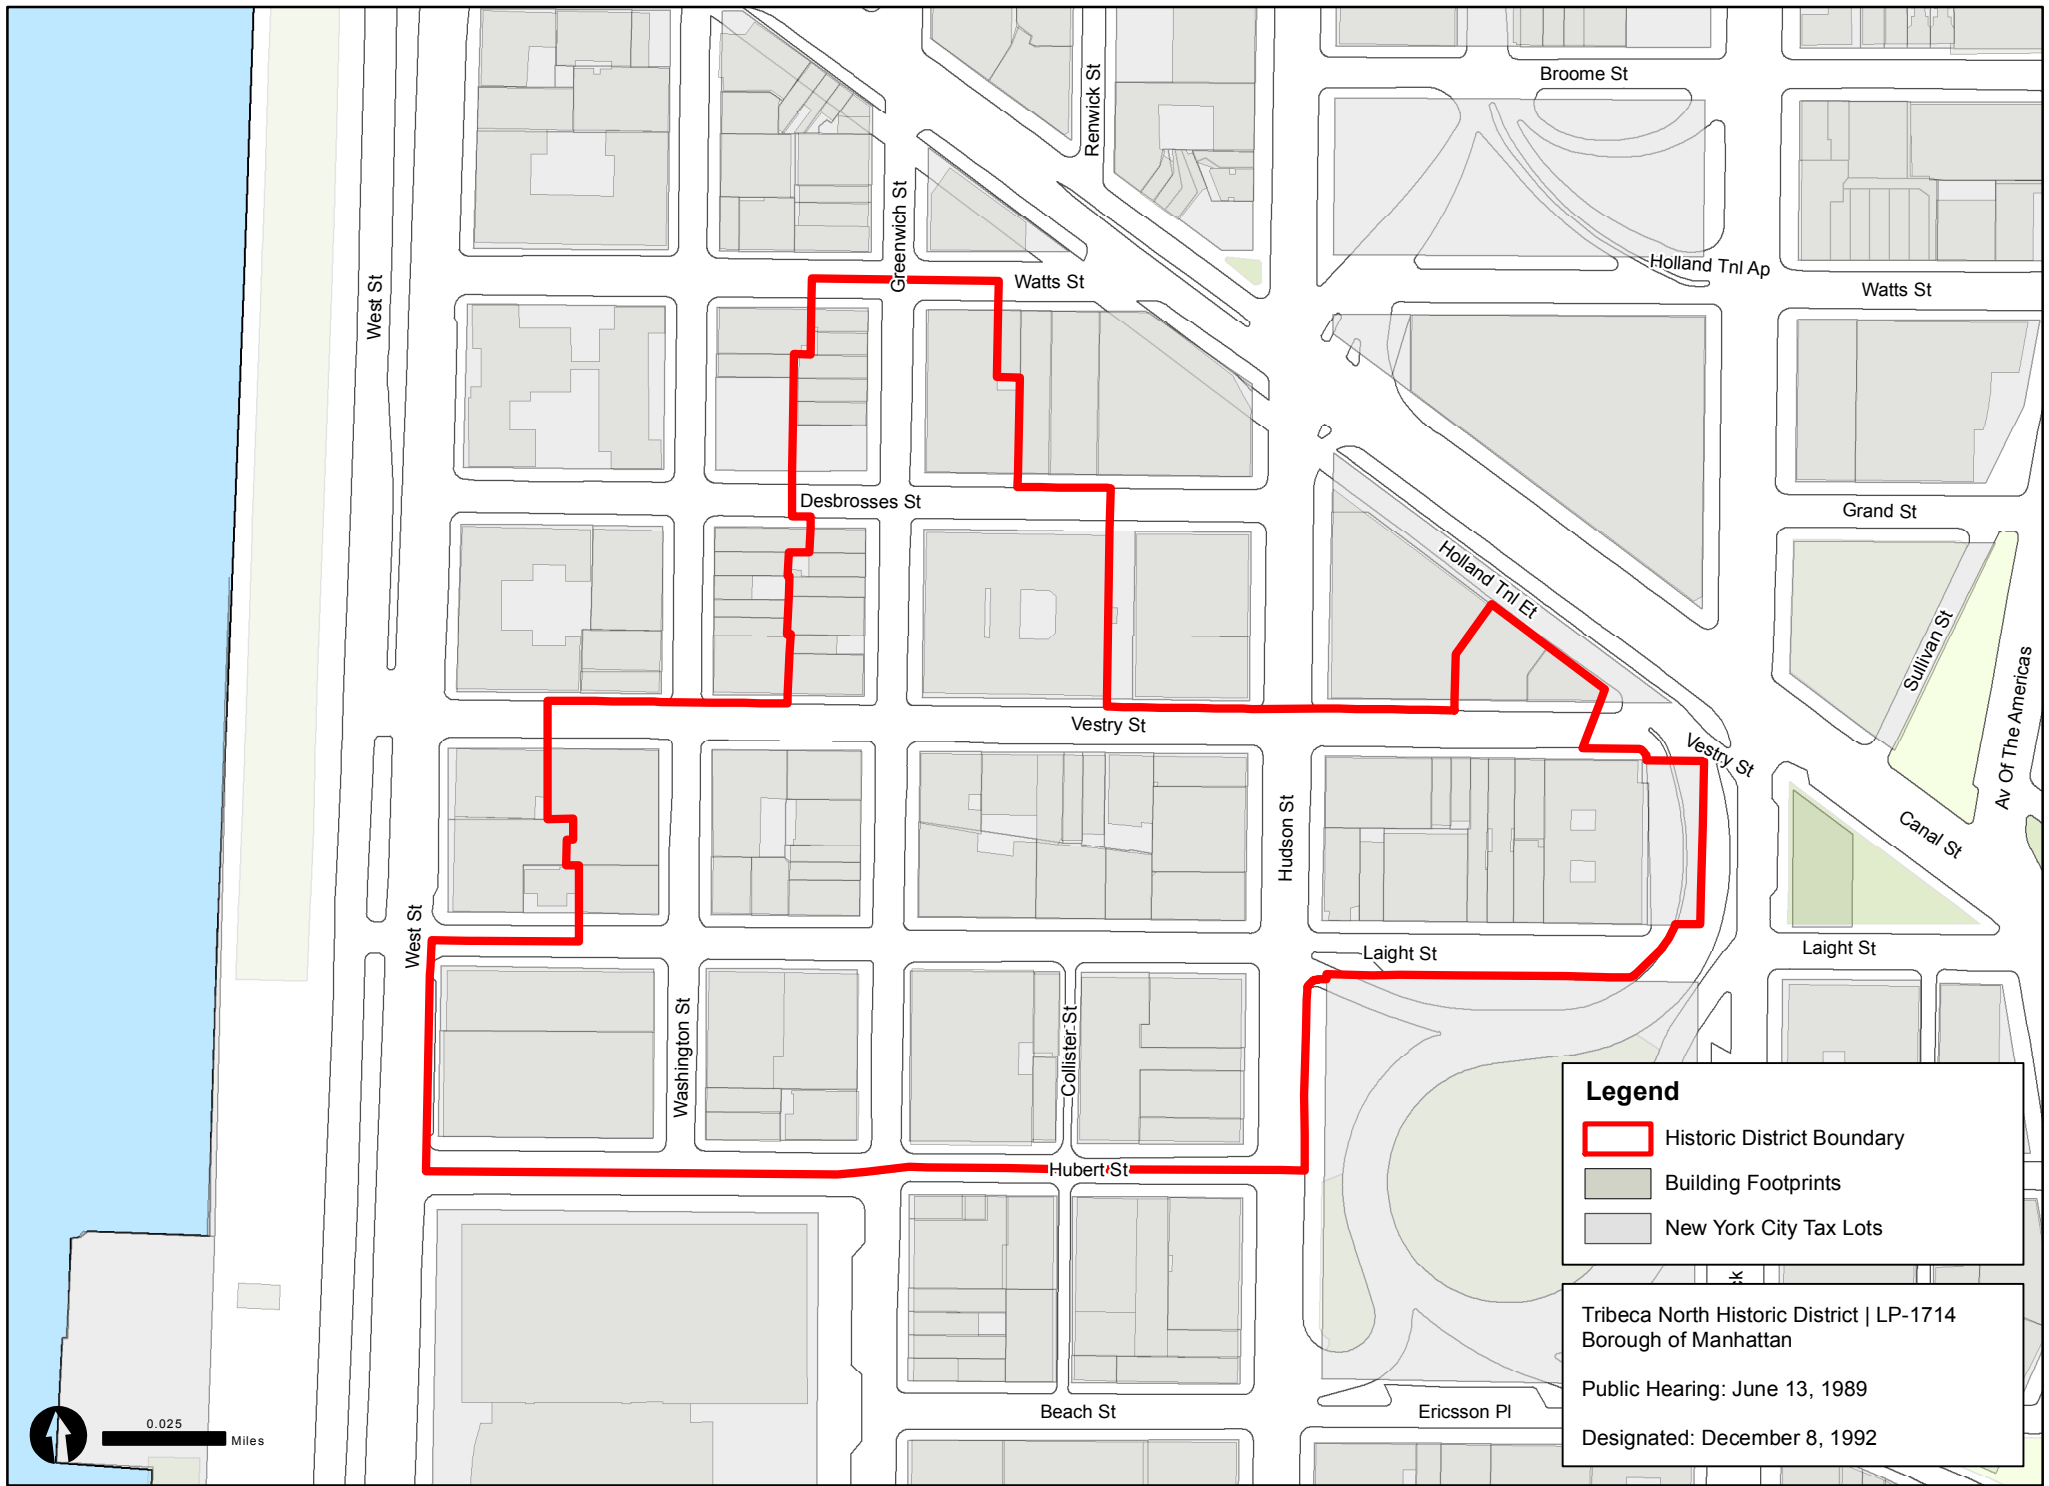 Broome St
Renwick St
Greenwich St
Holland Tnl Ap
West St
Watts St
Watts St
Desbrosses St
Grand St
Holland Tnl Et
Sullivan St
Av Of The Americas
Vestry St
Vestry St
Hudson St
Canal St
West St
Laight St
Laight St
Washington St
Collister St
Hubert St
Legend
Historic District Boundary
Building Footprints
New York City Tax Lots
ck
Tribeca North Historic District | LP-1714
Borough of Manhattan
Public Hearing: June 13, 1989
Designated: December 8, 1992
Beach St
Ericsson Pl
0.025
Miles